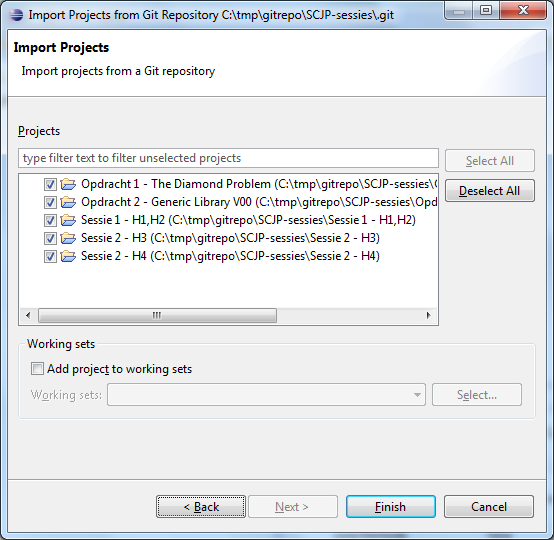 Import Projects from Git Repository C:\tmp\gitrepo\SCJP-sessies\.git
Import Projects
Import projects from a Git repository
Projects
type filter text to filter unselected projects
Select All
Deselect All
Opdracht 1 - The Diamond Problem (C:\tmp\gitrepo\SCJP-sessies\O
Opdracht 2 - Generic Library V00 (C:\tmp\gitrepo\SCJP-sessies\Opd
Sessie 1 - H1,H2 (C:\tmp\gitrepo\SCJP-sessies\Sessie 1 - H1,H2)
Sessie 2 - H3 (C:\tmp\gitrepo\SCJP-sessies\Sessie 2 - H3)
Sessie 2 - H4 (C:\tmp\gitrepo\SCJP-sessies\Sessie 2 - H4)
Working sets
Add project to working sets
Working sets:
Select...
< Back
Next >
Finish
Cancel